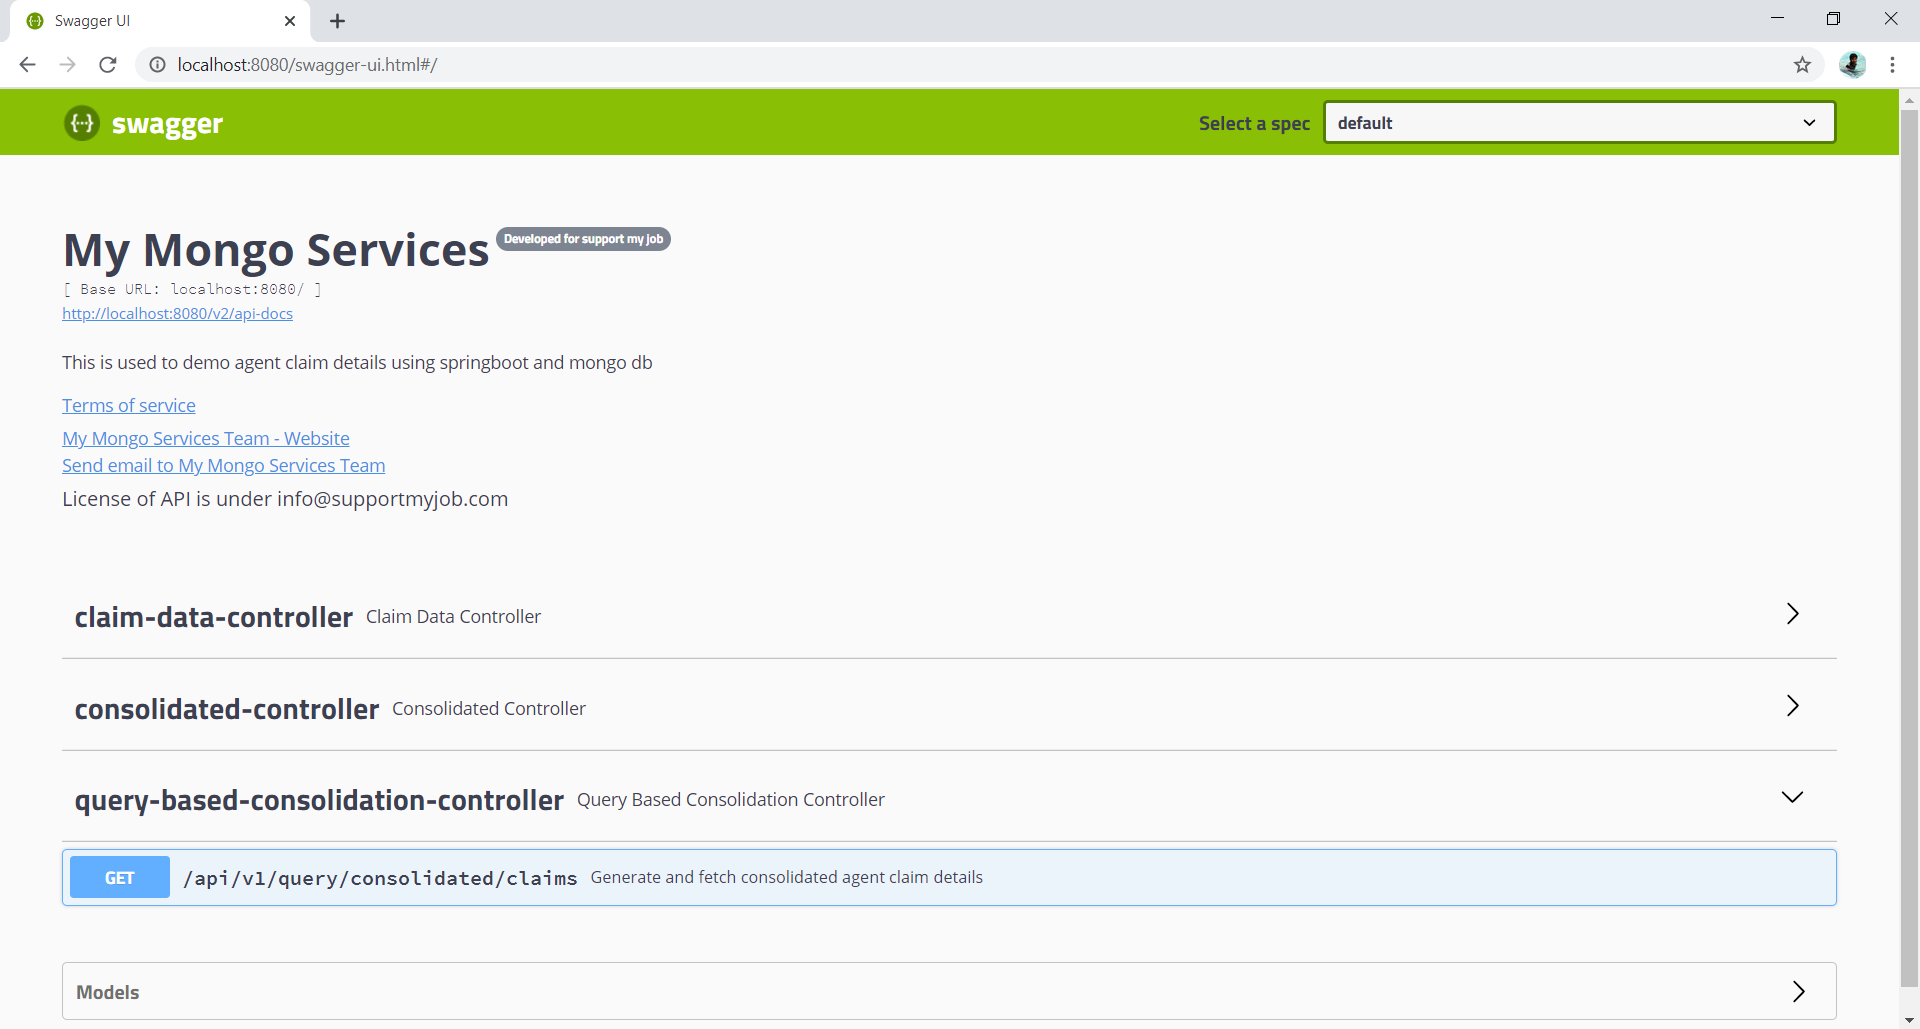 Swagger UI
localhost:8080/swagger-ui.html#/
{...} swagger
Select a spec
default
My Mongo Services Developed for support my job
[ Base URL: localhost:8080/ ]
http://localhost:8080/v2/api-docs
This is used to demo agent claim details using springboot and mongo db
Terms of service
My Mongo Services Team - Website
Send email to My Mongo Services Team
License of API is under info@supportmyjob.com
claim-data-controller Claim Data Controller
consolidated-controller Consolidated Controller
query-based-consolidation-controller Query Based Consolidation Controller
GET /api/v1/query/consolidated/claims Generate and fetch consolidated agent claim details
Models